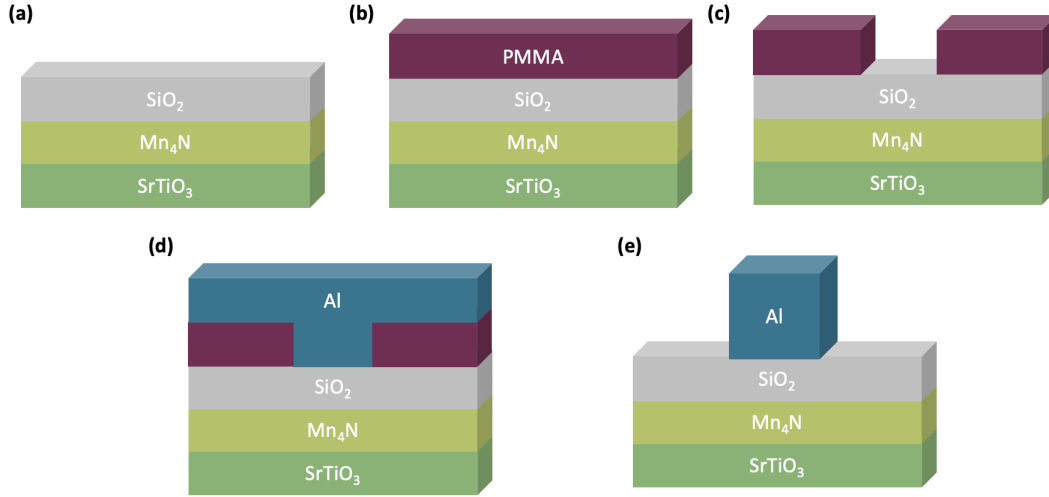 (a)
SiO₂
Mn₄N
SrTiO₃
(b)
PMMA
SiO₂
Mn₄N
SrTiO₃
(c)
SiO₂
Mn₄N
SrTiO₃
(d)
Al
SiO₂
Mn₄N
SrTiO₃
(e)
Al
SiO₂
Mn₄N
SrTiO₃